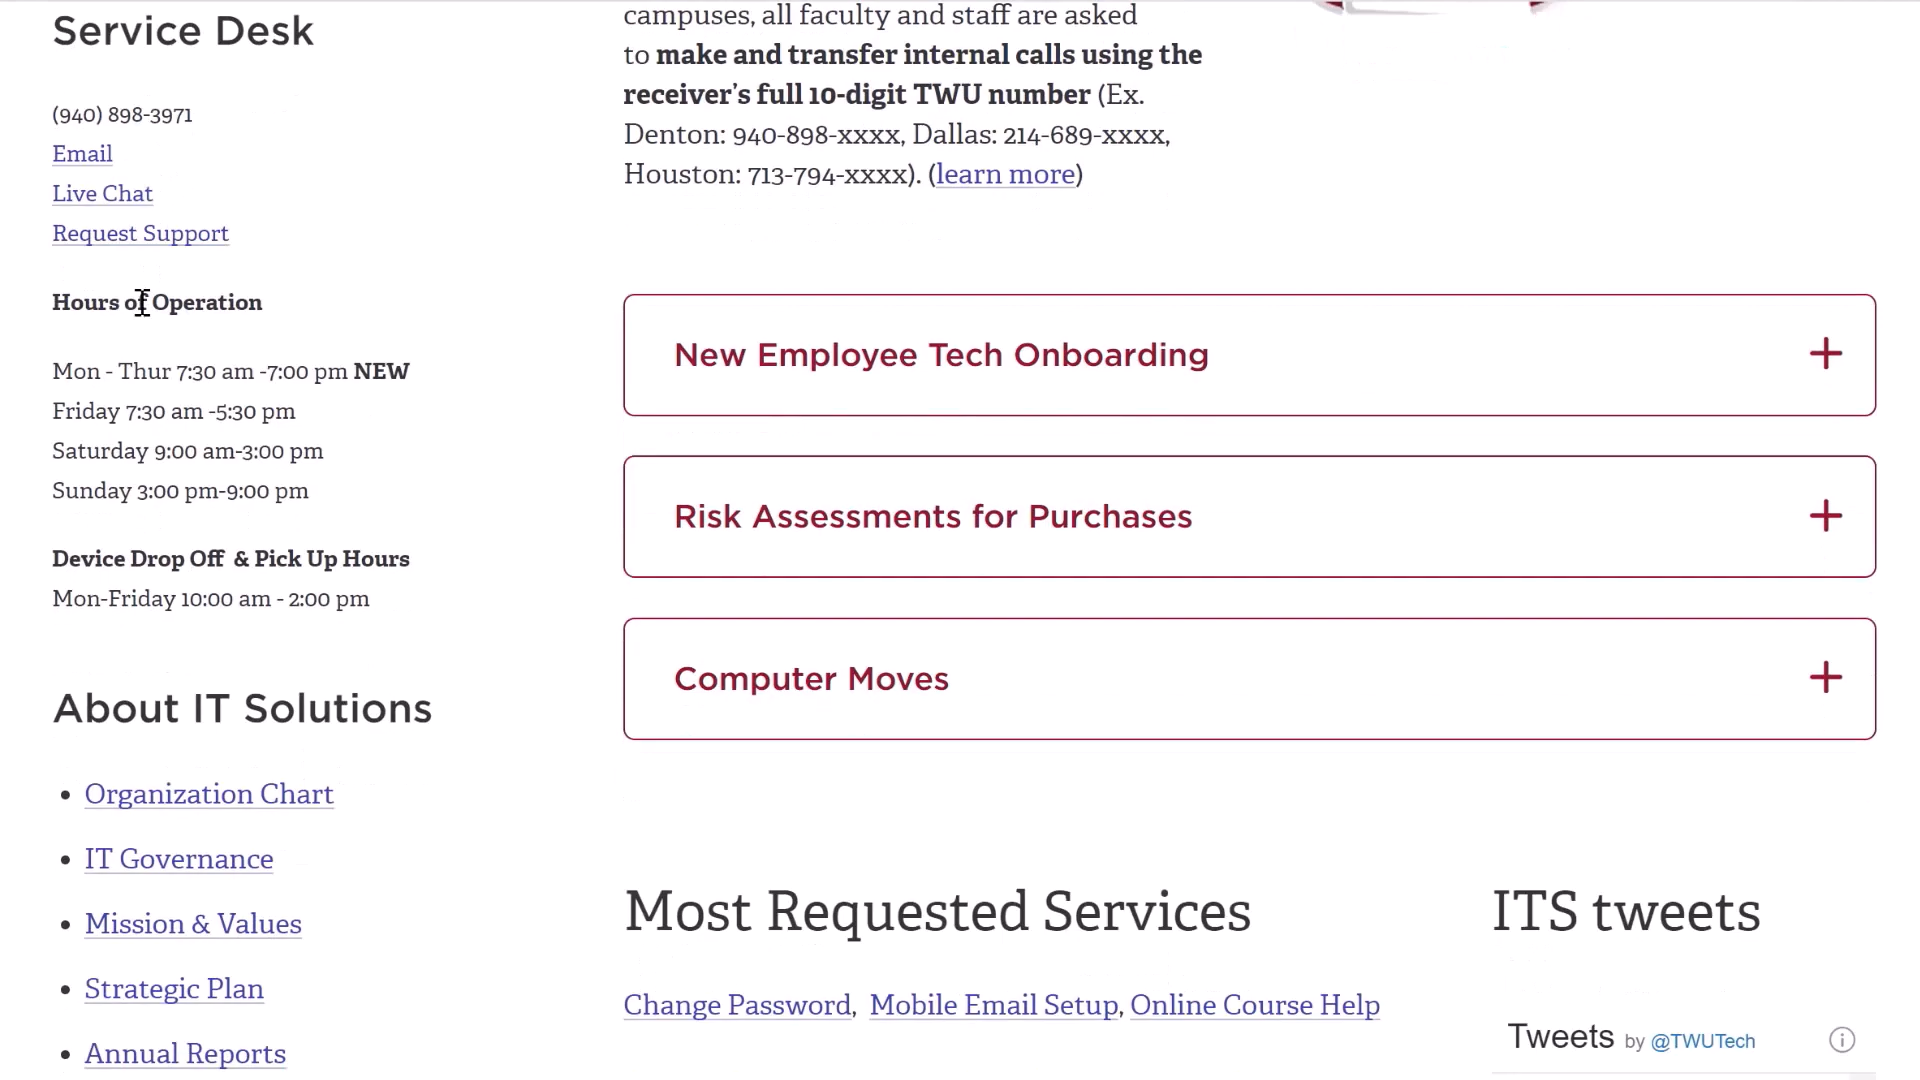 Service Desk
(940) 898-3971
Email
Live Chat
Request Support
Hours of Operation
Mon - Thur 7:30 am -7:00 pm NEW
Friday 7:30 am -5:30 pm
Saturday 9:00 am-3:00 pm
Sunday 3:00 pm-9:00 pm
Device Drop Off & Pick Up Hours
Mon-Friday 10:00 am - 2:00 pm
About IT Solutions
• Organization Chart
• IT Governance
• Mission & Values
• Strategic Plan
• Annual Reports
campuses, all faculty and staff are asked
to make and transfer internal calls using the
receiver's full 10-digit TWU number (Ex.
Denton: 940-898-xxxx, Dallas: 214-689-xxxx,
Houston: 713-794-xxxx). (learn more)
New Employee Tech Onboarding
Risk Assessments for Purchases
Computer Moves
Most Requested Services
Change Password, Mobile Email Setup, Online Course Help
ITS tweets
Tweets by @TWUTech